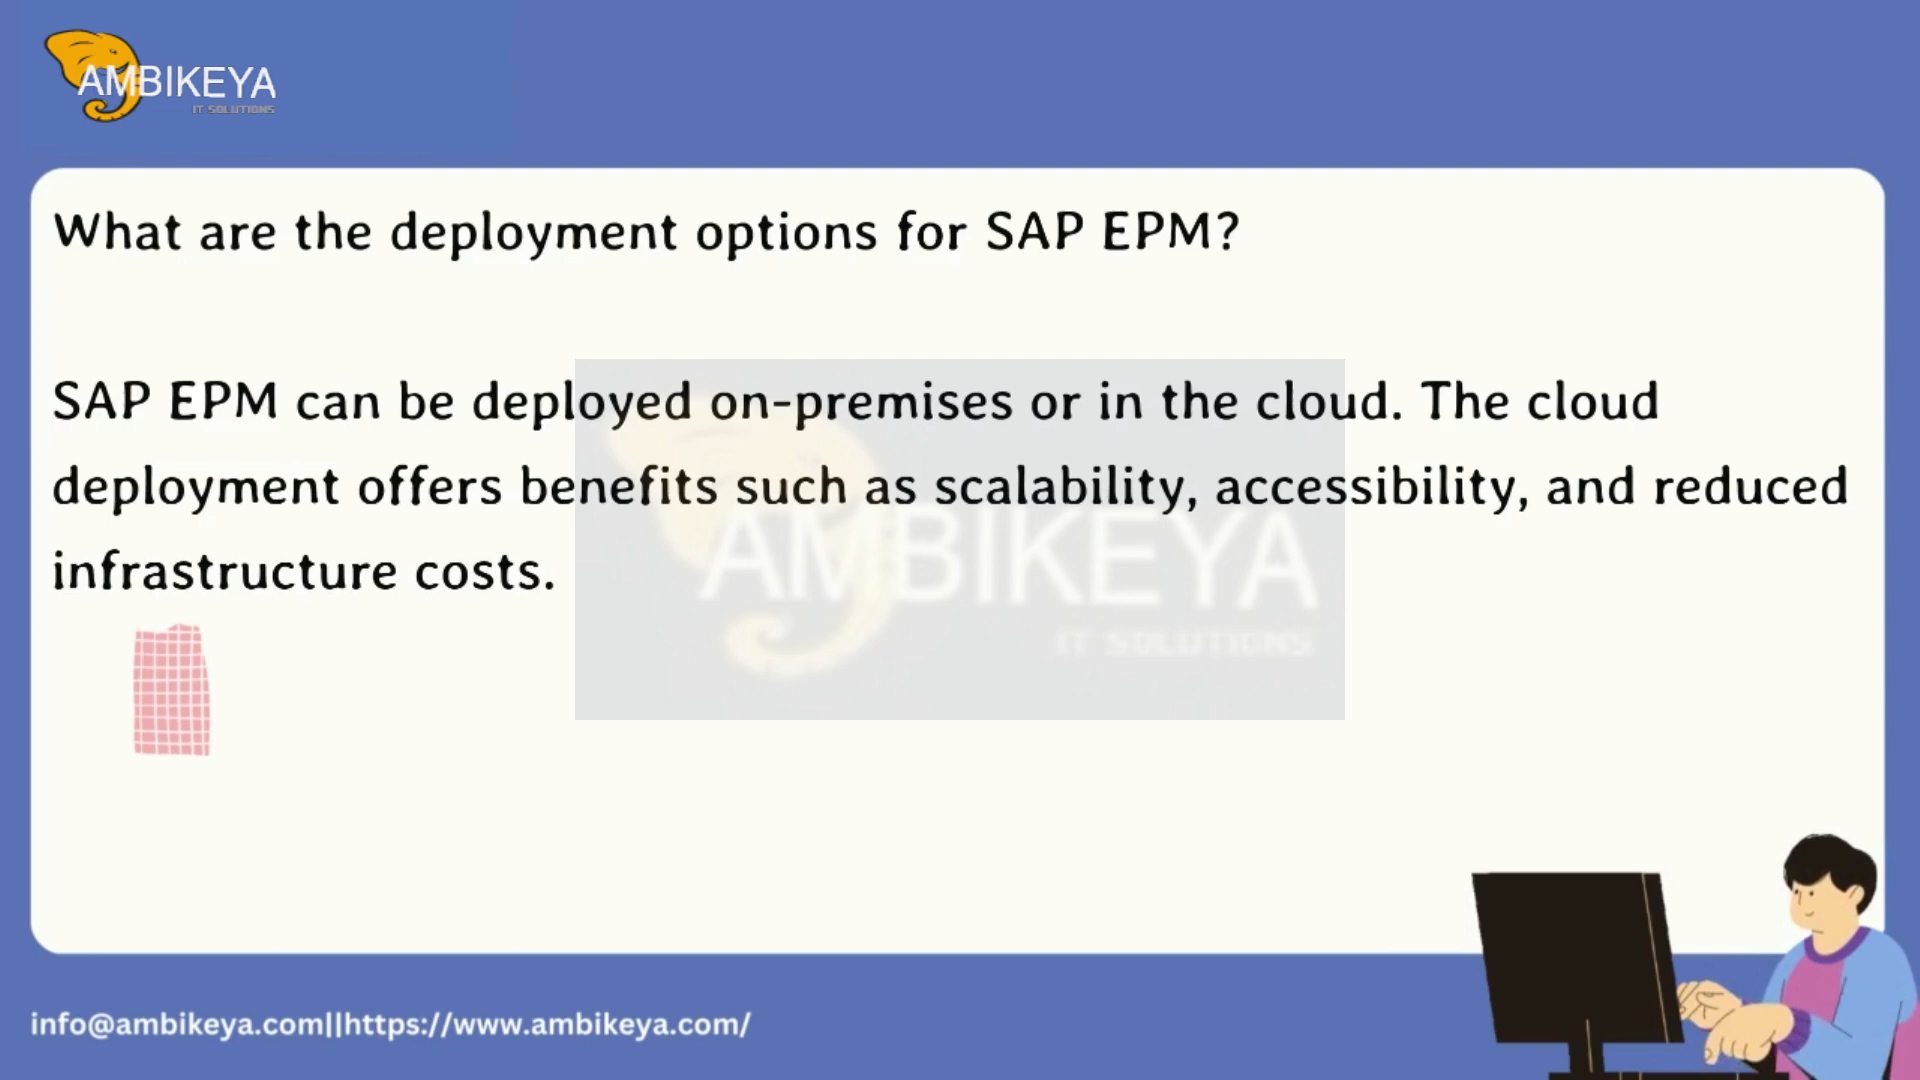 AMBIKEYA
IT SOLUTIONS
What are the deployment options for SAP EPM?
SAP EPM can be deployed on-premises or in the cloud. The cloud
deployment offers benefits such as scalability, accessibility, and reduced
infrastructure costs.
AMBIKEYA
IT SOLUTIONS
info@ambikeya.com||https://www.ambikeya.com/